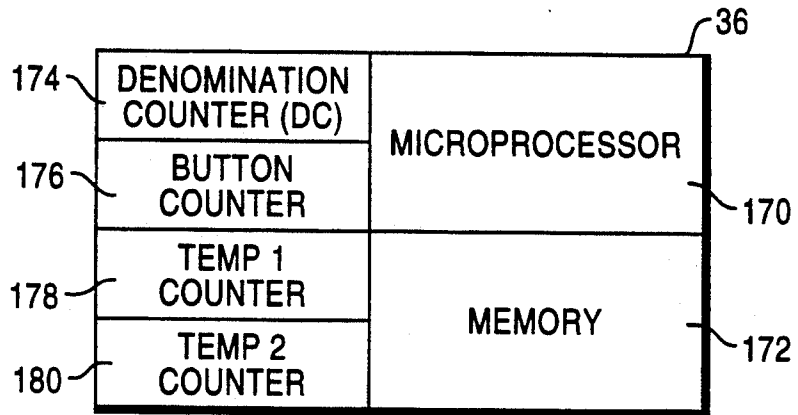 36
174
DENOMINATION
COUNTER (DC)
MICROPROCESSOR
176
BUTTON
COUNTER
170
178
TEMP 1
COUNTER
MEMORY
172
180
TEMP 2
COUNTER